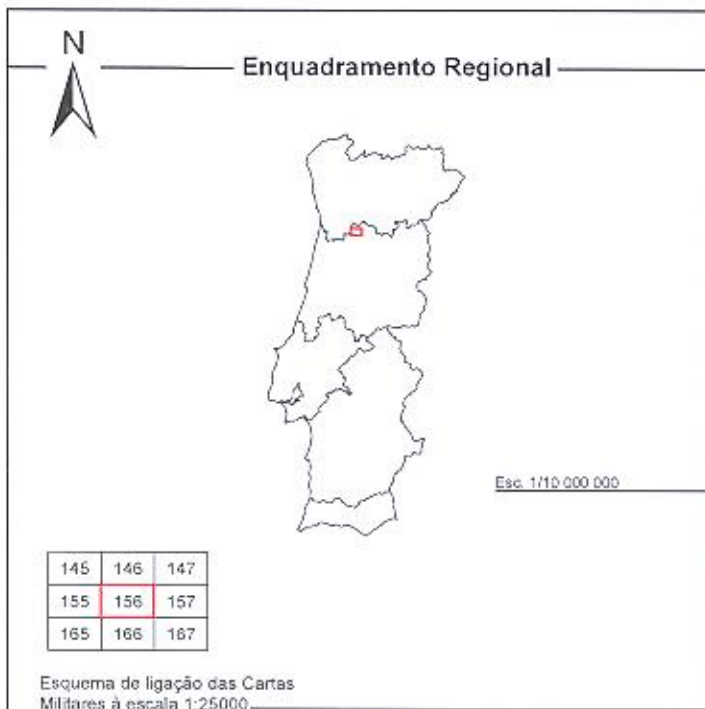 N
Enquadramento Regional
Esc. 1/10 000 000
145 146 147
155 156 157
165 166 167
Esquema de ligação das Cartas
Militares à escala 1:25000